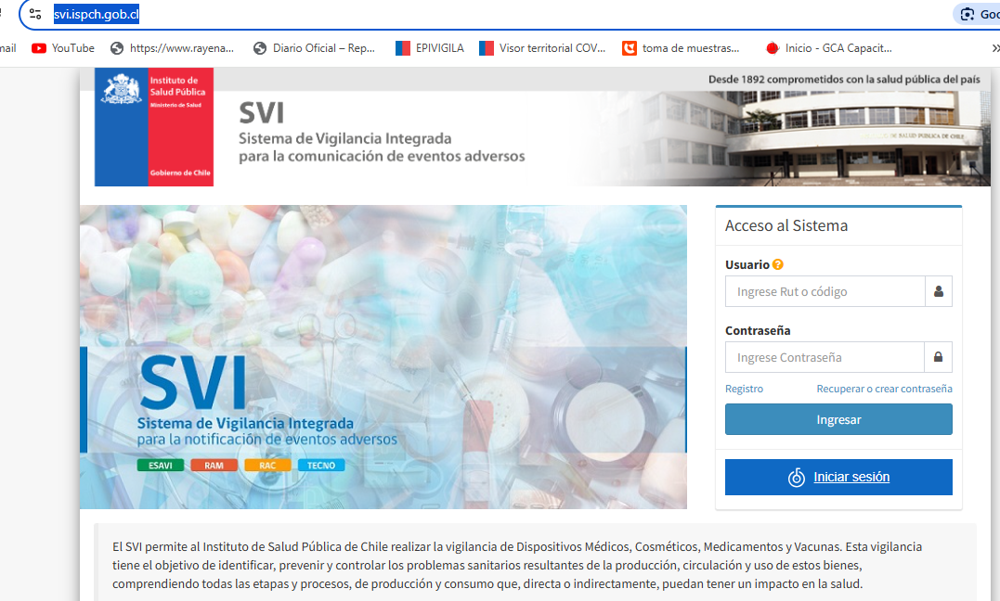 svi.ispch.gob.cl
Goo
mail
YouTube
https://www.rayena...
Diario Oficial – Rep...
EPIVIGILA
Visor territorial COV...
toma de muestras...
Inicio - GCA Capacit...
»
Instituto de
Salud Pública
Ministerio de Salud
Gobierno de Chile
Desde 1892 comprometidos con la salud pública del país
SVI
Sistema de Vigilancia Integrada
para la comunicación de eventos adversos
DE SALUD PUBLICA DE CHILE
SVI
Sistema de Vigilancia Integrada
para la notificación de eventos adversos
ESAVI RAM RAC TECNO
Acceso al Sistema
Usuario ?
Ingrese Rut o código
Contraseña
Ingrese Contraseña
Registro Recuperar o crear contraseña
Ingresar
Iniciar sesión
El SVI permite al Instituto de Salud Pública de Chile realizar la vigilancia de Dispositivos Médicos, Cosméticos, Medicamentos y Vacunas. Esta vigilancia
tiene el objetivo de identificar, prevenir y controlar los problemas sanitarios resultantes de la producción, circulación y uso de estos bienes,
comprendiendo todas las etapas y procesos, de producción y consumo que, directa o indirectamente, puedan tener un impacto en la salud.